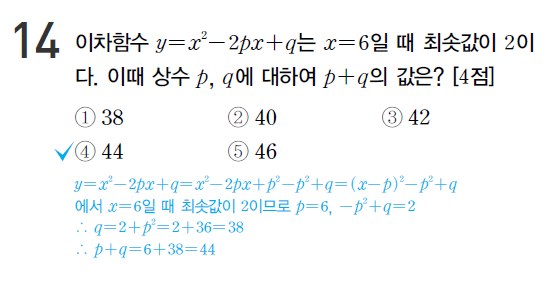 14 이차함수 y=x²-2px+q는 x=6일 때 최솟값이 2이
다. 이때 상수 p, q에 대하여 p+q의 값은? [4점]
① 38 ② 40 ③ 42
④ 44 ⑤ 46
y=x²-2px+q=x²-2px+p²-p²+q=(x-p)²-p²+q
에서 x=6일 때 최솟값이 2이므로 p=6, -p²+q=2
∴ q=2+p²=2+36=38
∴ p+q=6+38=44